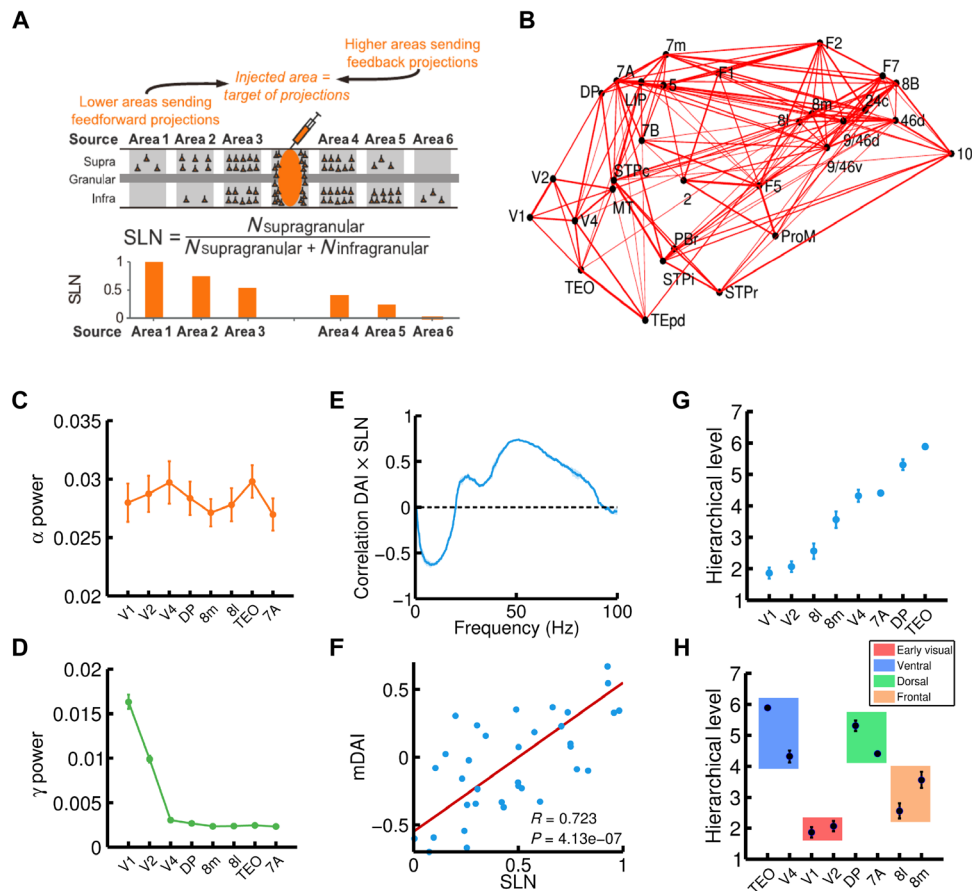 A
Higher areas sending
feedback projections
Injected area =
target of projections
Lower areas sending
feedforward projections
Source Area 1 Area 2 Area 3 Area 4 Area 5 Area 6
Supra
Granular
Infra
SLN = Nsupragranular
Nsupragranular + Ninfragranular
SLN
1
0.5
0
Source Area 1 Area 2 Area 3 Area 4 Area 5 Area 6
B
7m
F2
7A
F1
F7
DP
LIP
5
8B
8m
24c
8l
46d
7B
9/46d
10
9/46v
V2
STPc
F5
MT
2
V1
V4
PBr
ProM
TEO
STPi
STPr
TEpd
C
α power
0.035
0.03
0.025
0.02
V1 V2 V4 DP 8m 8l TEO 7A
D
γ power
0.02
0.015
0.01
0.005
0
V1 V2 V4 DP 8m 8l TEO 7A
E
Correlation DAI × SLN
1
0.5
0
−0.5
−1
50 100
Frequency (Hz)
F
mDAI
0.5
0
−0.5
R = 0.723
P = 4.13e-07
0 0.5 1
SLN
G
Hierarchical level
7
6
5
4
3
2
1
V1 V2 8l 8m V4 7A DP TEO
H
Early visual
Ventral
Dorsal
Frontal
Hierarchical level
7
6
5
4
3
2
1
TEO V4 V1 V2 DP 7A 8l 8m